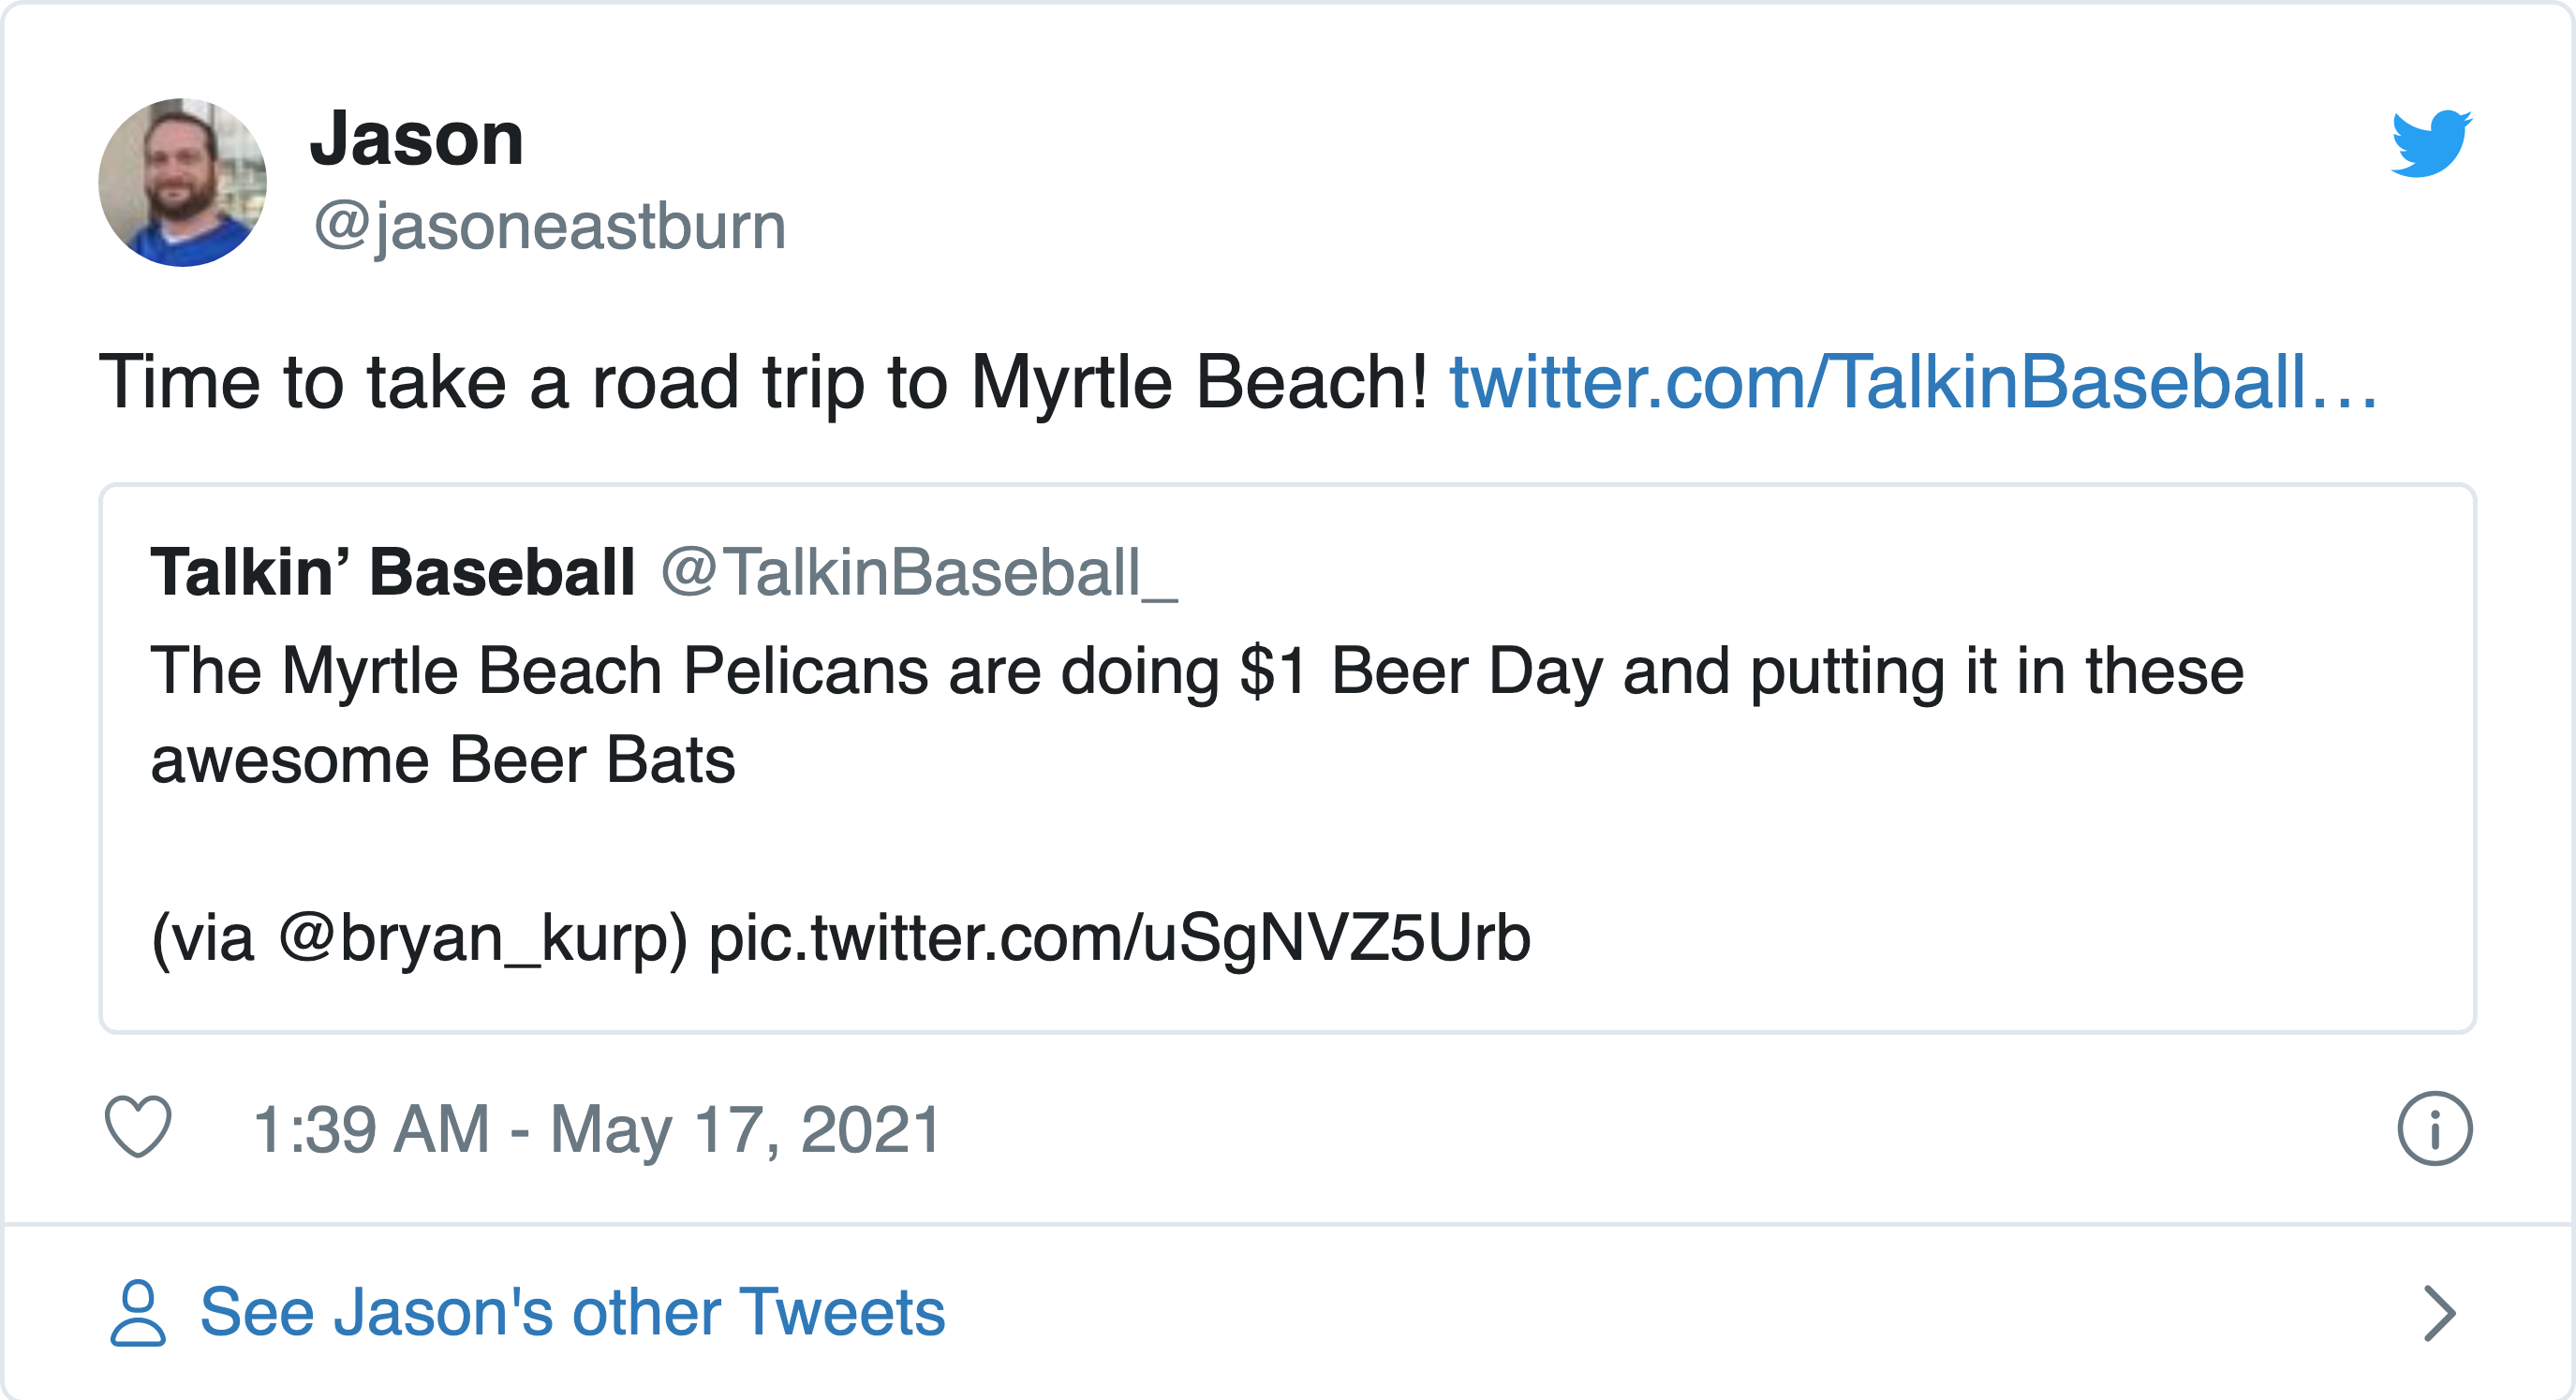 Jason
@jasoneastburn
Time to take a road trip to Myrtle Beach! twitter.com/TalkinBaseball…
Talkin’ Baseball @TalkinBaseball_
The Myrtle Beach Pelicans are doing $1 Beer Day and putting it in these
awesome Beer Bats
(via @bryan_kurp) pic.twitter.com/uSgNVZ5Urb
1:39 AM - May 17, 2021
See Jason's other Tweets